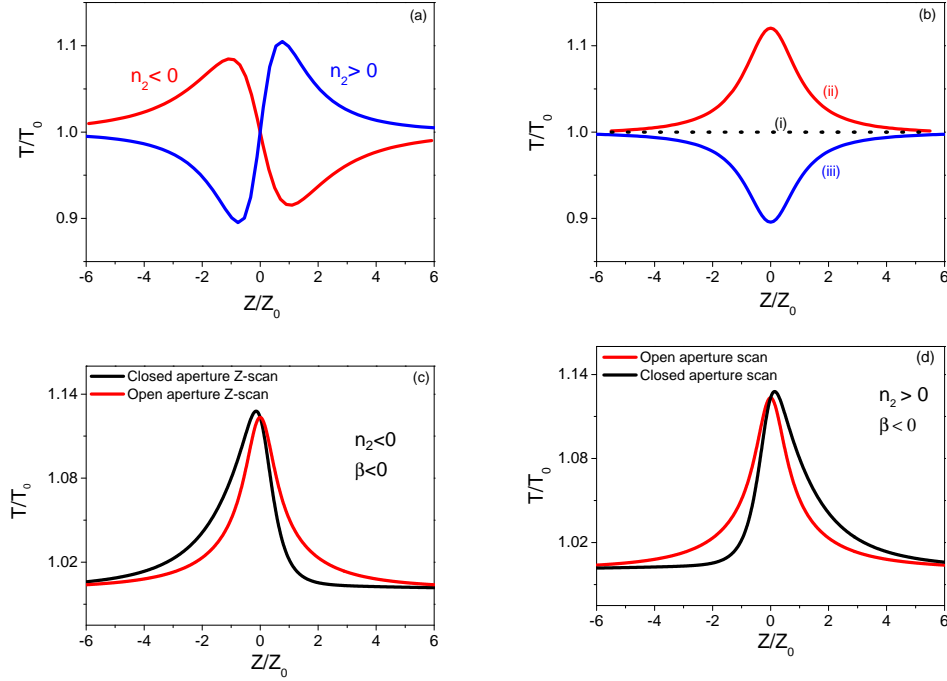 (a)
n2< 0
n2> 0
T/T0
1.1
1.0
0.9
-6 -4 -2 0 2 4 6
Z/Z0
(b)
(ii)
(i)
(iii)
T/T0
1.1
1.0
0.9
-6 -4 -2 0 2 4 6
Z/Z0
Closed aperture Z-scan
(c)
Open aperture Z-scan
n2<0
β<0
T/T0
1.14
1.08
1.02
-6 -4 -2 0 2 4 6
Z/Z0
Open aperture scan
(d)
Closed aperture scan
n2 > 0
β < 0
T/T0
1.14
1.08
1.02
-6 -4 -2 0 2 4 6
Z/Z0